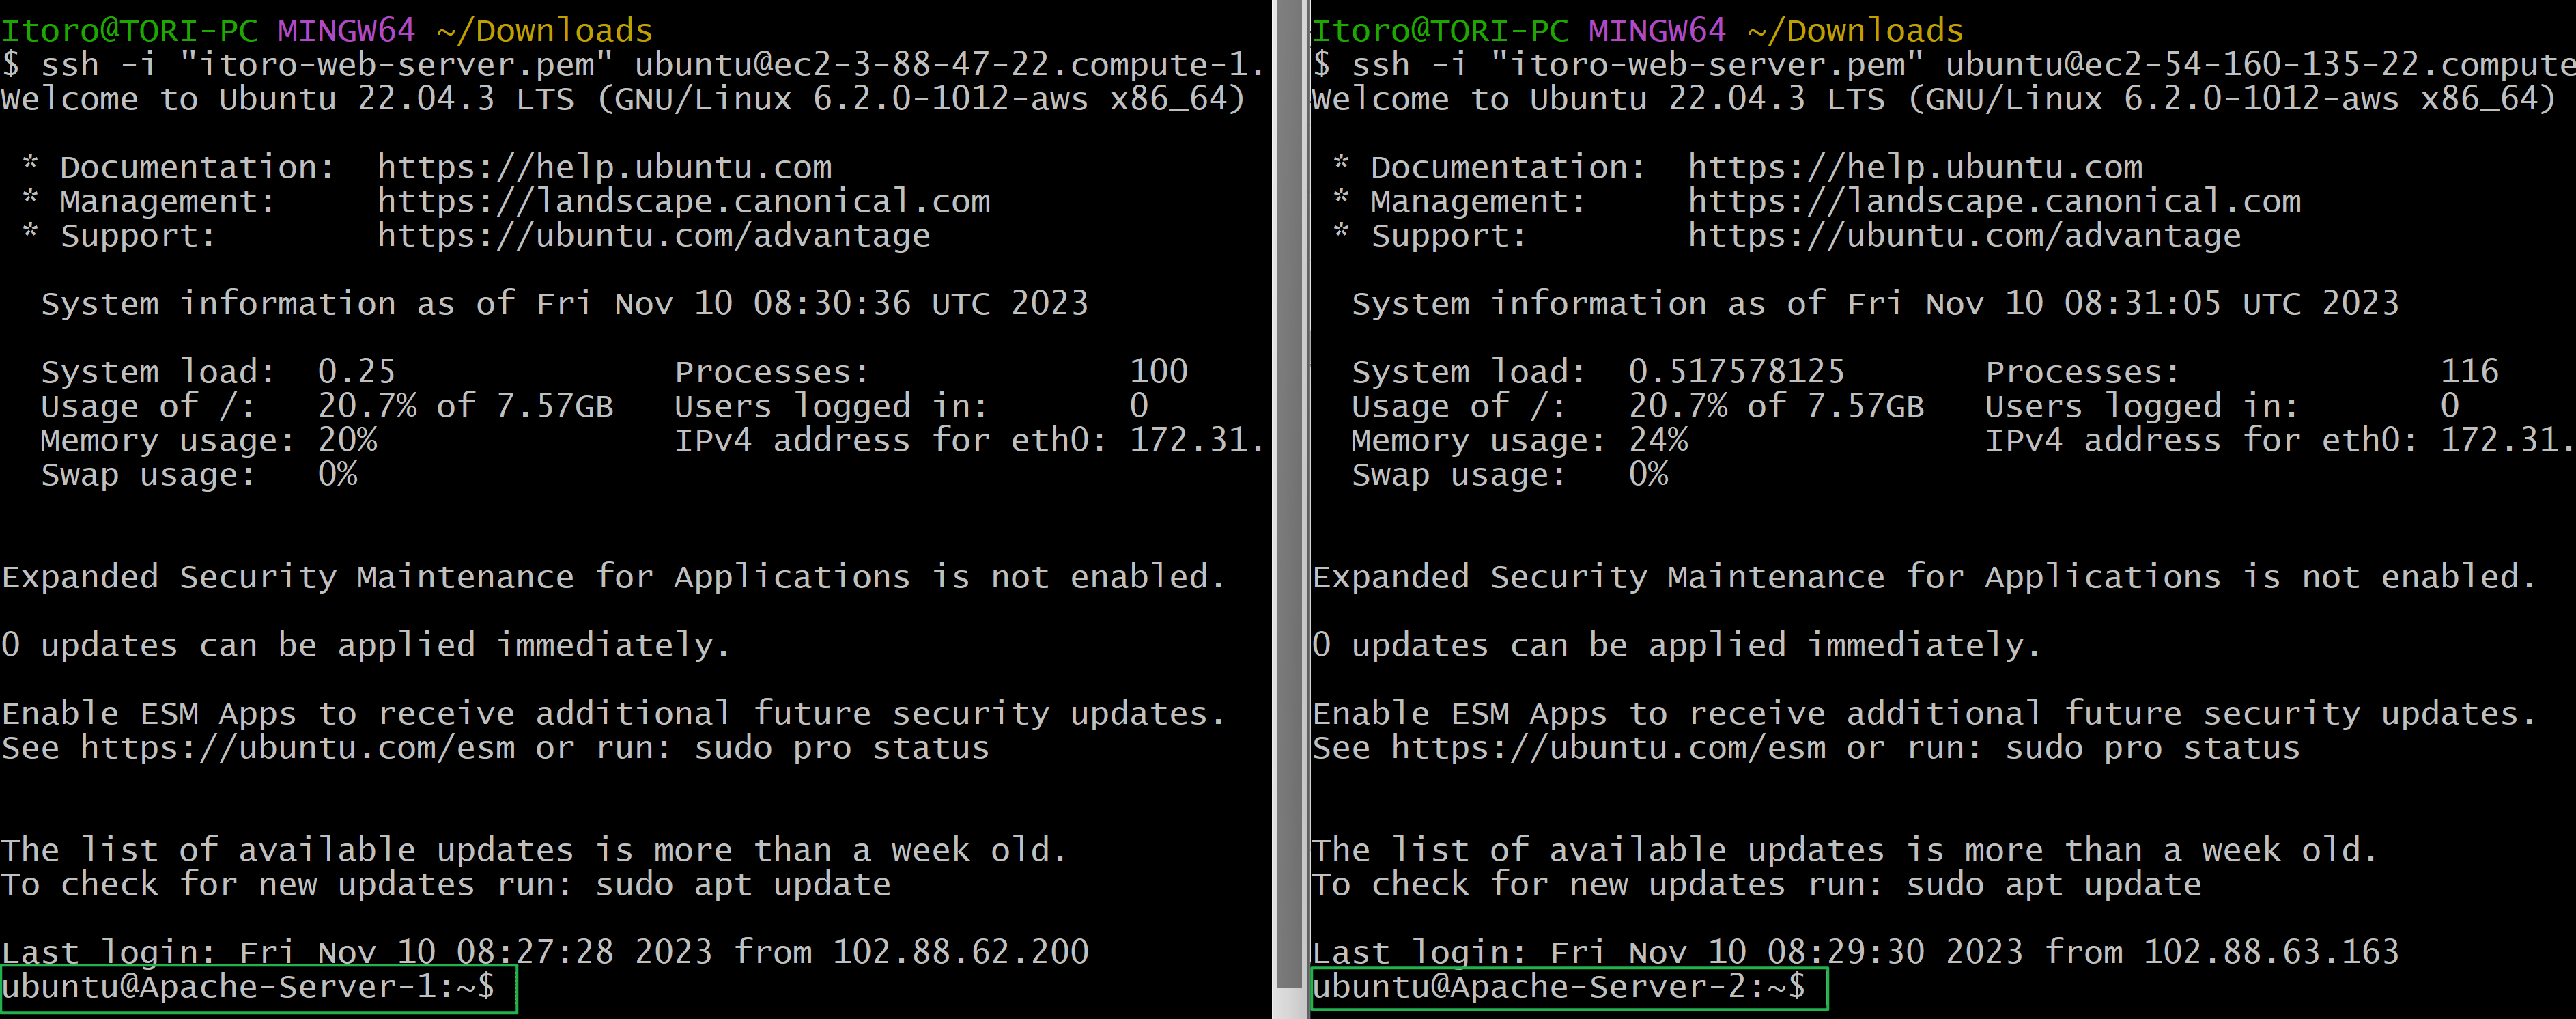 Itoro@TORI-PC MINGW64 ~/Downloads
$ ssh -i "itoro-web-server.pem" ubuntu@ec2-3-88-47-22.compute-1.
Welcome to Ubuntu 22.04.3 LTS (GNU/Linux 6.2.0-1012-aws x86_64)
* Documentation:  https://help.ubuntu.com
* Management:     https://landscape.canonical.com
* Support:        https://ubuntu.com/advantage
System information as of Fri Nov 10 08:30:36 UTC 2023
System load:  0.25              Processes:             100
Usage of /:   20.7% of 7.57GB   Users logged in:       0
Memory usage: 20%               IPv4 address for eth0: 172.31.
Swap usage:   0%
Expanded Security Maintenance for Applications is not enabled.
0 updates can be applied immediately.
Enable ESM Apps to receive additional future security updates.
See https://ubuntu.com/esm or run: sudo pro status
The list of available updates is more than a week old.
To check for new updates run: sudo apt update
Last login: Fri Nov 10 08:27:28 2023 from 102.88.62.200
ubuntu@Apache-Server-1:~$
Itoro@TORI-PC MINGW64 ~/Downloads
$ ssh -i "itoro-web-server.pem" ubuntu@ec2-54-160-135-22.compute
Welcome to Ubuntu 22.04.3 LTS (GNU/Linux 6.2.0-1012-aws x86_64)
* Documentation:  https://help.ubuntu.com
* Management:     https://landscape.canonical.com
* Support:        https://ubuntu.com/advantage
System information as of Fri Nov 10 08:31:05 UTC 2023
System load:  0.517578125       Processes:             116
Usage of /:   20.7% of 7.57GB   Users logged in:       0
Memory usage: 24%               IPv4 address for eth0: 172.31.
Swap usage:   0%
Expanded Security Maintenance for Applications is not enabled.
0 updates can be applied immediately.
Enable ESM Apps to receive additional future security updates.
See https://ubuntu.com/esm or run: sudo pro status
The list of available updates is more than a week old.
To check for new updates run: sudo apt update
Last login: Fri Nov 10 08:29:30 2023 from 102.88.63.163
ubuntu@Apache-Server-2:~$